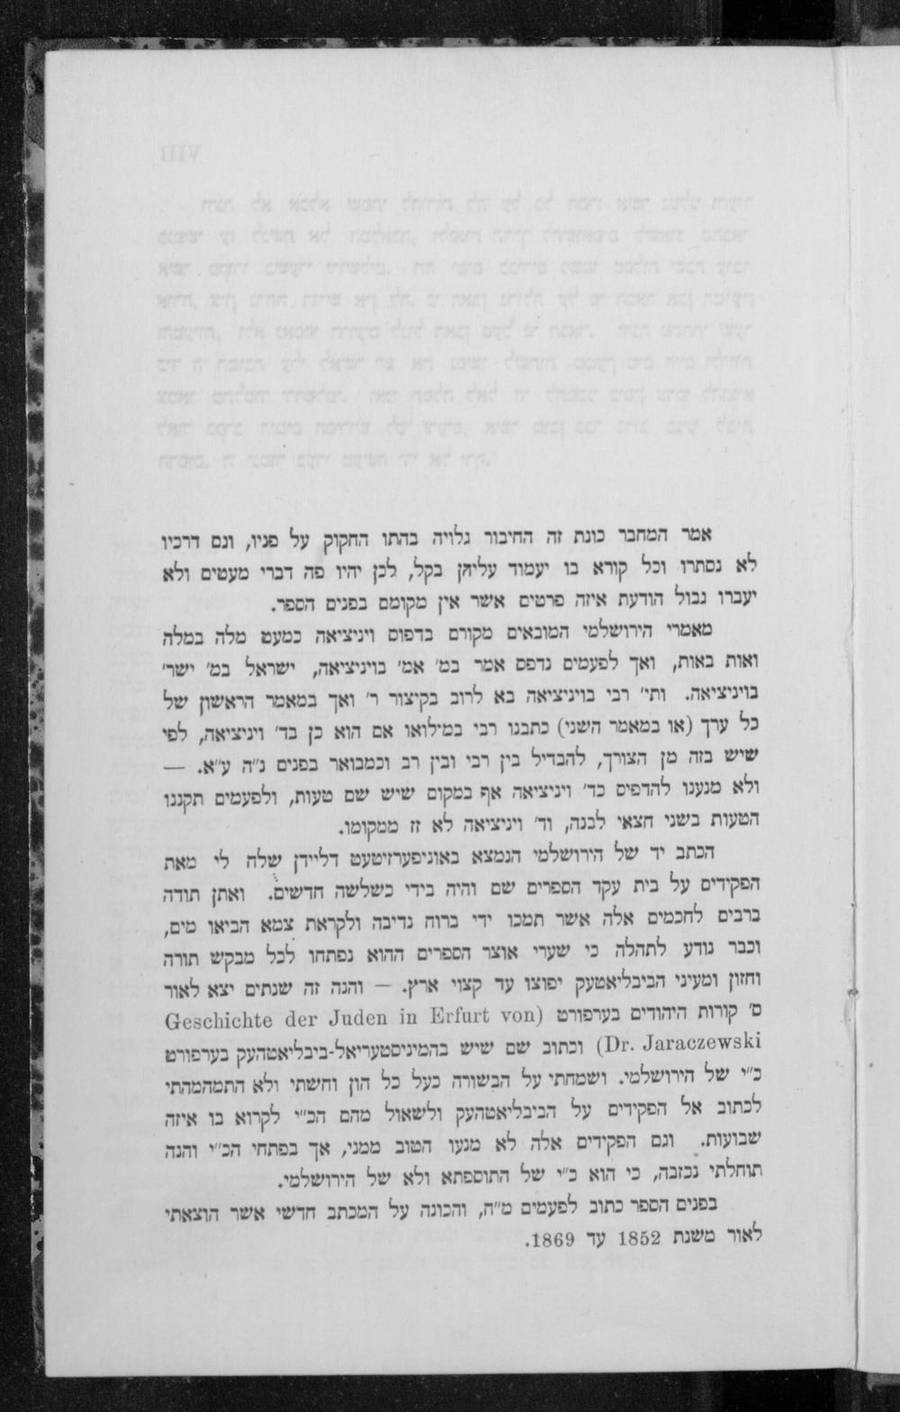 אמר המחבר כונת זה החיבור גלויה בהתו החקוק על פניו, וגם דרכיו
לא נסתרו וכל קורא בו יעמוד עליהן בקל, לכן יהיו פה דברי מעטים ולא
יעברו גבול הודעת איזה פרטים אשר אין מקומם בפנים הספר.
מאמרי הירושלמי המובאים מקורם בדפוס ויניציאה כמעט מלה במלה
ואות באות, ואך לפעמים נדפס אמר במ׳ אמ׳ בויניציאה, ישראל במ׳ ישר׳
בויניציאה. ותי׳ רבי בויניציאה בא לרוב בקיצור ר׳ ואך במאמר הראשון של
כל ערך (או במאמר השני) כתבנו רבי במילואו אם הוא כן בד׳ ויניציאה, לפי
שיש בזה מן הצורך, להבדיל בין רבי ובין רב וכמבואר בפנים נ״ה ע״א. —
ולא מנענו להדפיס כד׳ ויניציאה אף במקום שיש שם טעות, ולפעמים תקננו
הטעות בשני חצאי לבנה, וד׳ ויניציאה לא זז ממקומו.
הכתב יד של הירושלמי הנמצא באוניפערזיטעט דליידן שלח לי מאת
הפקידים על בית עקד הספרים שם והיה בידי כשלשה חדשים. ואתן תודה
ברבים לחכמים אלה אשר תמכו ידי ברוח נדיבה ולקראת צמא הביאו מים,
וכבר נודע לתהלה כי שערי אוצר הספרים ההוא נפתחו לכל מבקש תורה
וחזון ומעיני הביבליאטעק יפוצו עד קצוי ארץ. — והנה זה שנתים יצא לאור
ס׳ קורות היהודים בערפורט (Geschichte der Juden in Erfurt von
Dr. Jaraczewski) וכתוב שם שיש בהמיניסטעריאל-ביבליאטהעק בערפורט
כ״י של הירושלמי. ושמחתי על הבשורה כעל כל הון וחשתי ולא התמהמהתי
לכתוב אל הפקידים על הביבליאטהעק ולשאול מהם הכ״י לקרוא בו איזה
שבועות. וגם הפקידים אלה לא מנעו הטוב ממני, אך בפתחי הכ״י והנה
תוחלתי נכזבה, כי הוא כ״י של התוספתא ולא של הירושלמי.
בפנים הספר כתוב לפעמים מ״ח, והכונה על המכתב חדשי אשר הוצאתי
לאור משנת 1852 עד 1869.